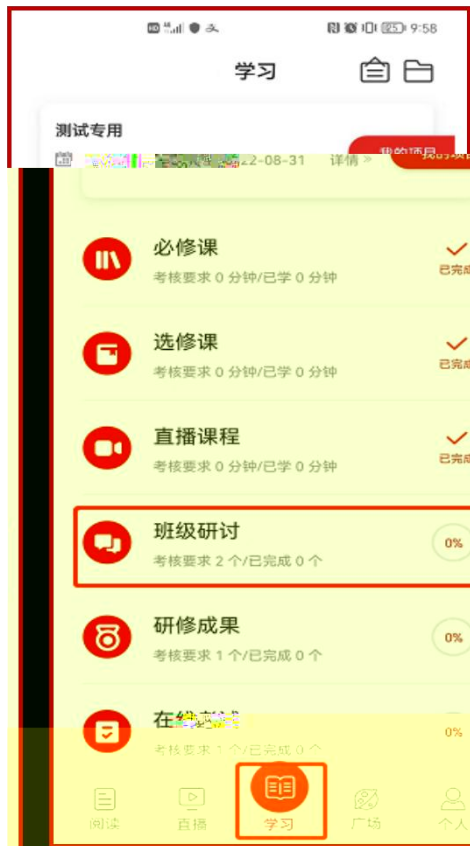 9:58
学习
测试专用
22-08-31 详情 »
我的项目
必修课
考核要求 0 分钟/已学 0 分钟
已完成
选修课
考核要求 0 分钟/已学 0 分钟
已完成
直播课程
考核要求 0 分钟/已学 0 分钟
已完成
班级研讨
考核要求 2 个/已完成 0 个
0%
研修成果
考核要求 1 个/已完成 0 个
0%
考核要求 1 个/已完成 0 个
0%
阅读 直播 学习 广场 个人